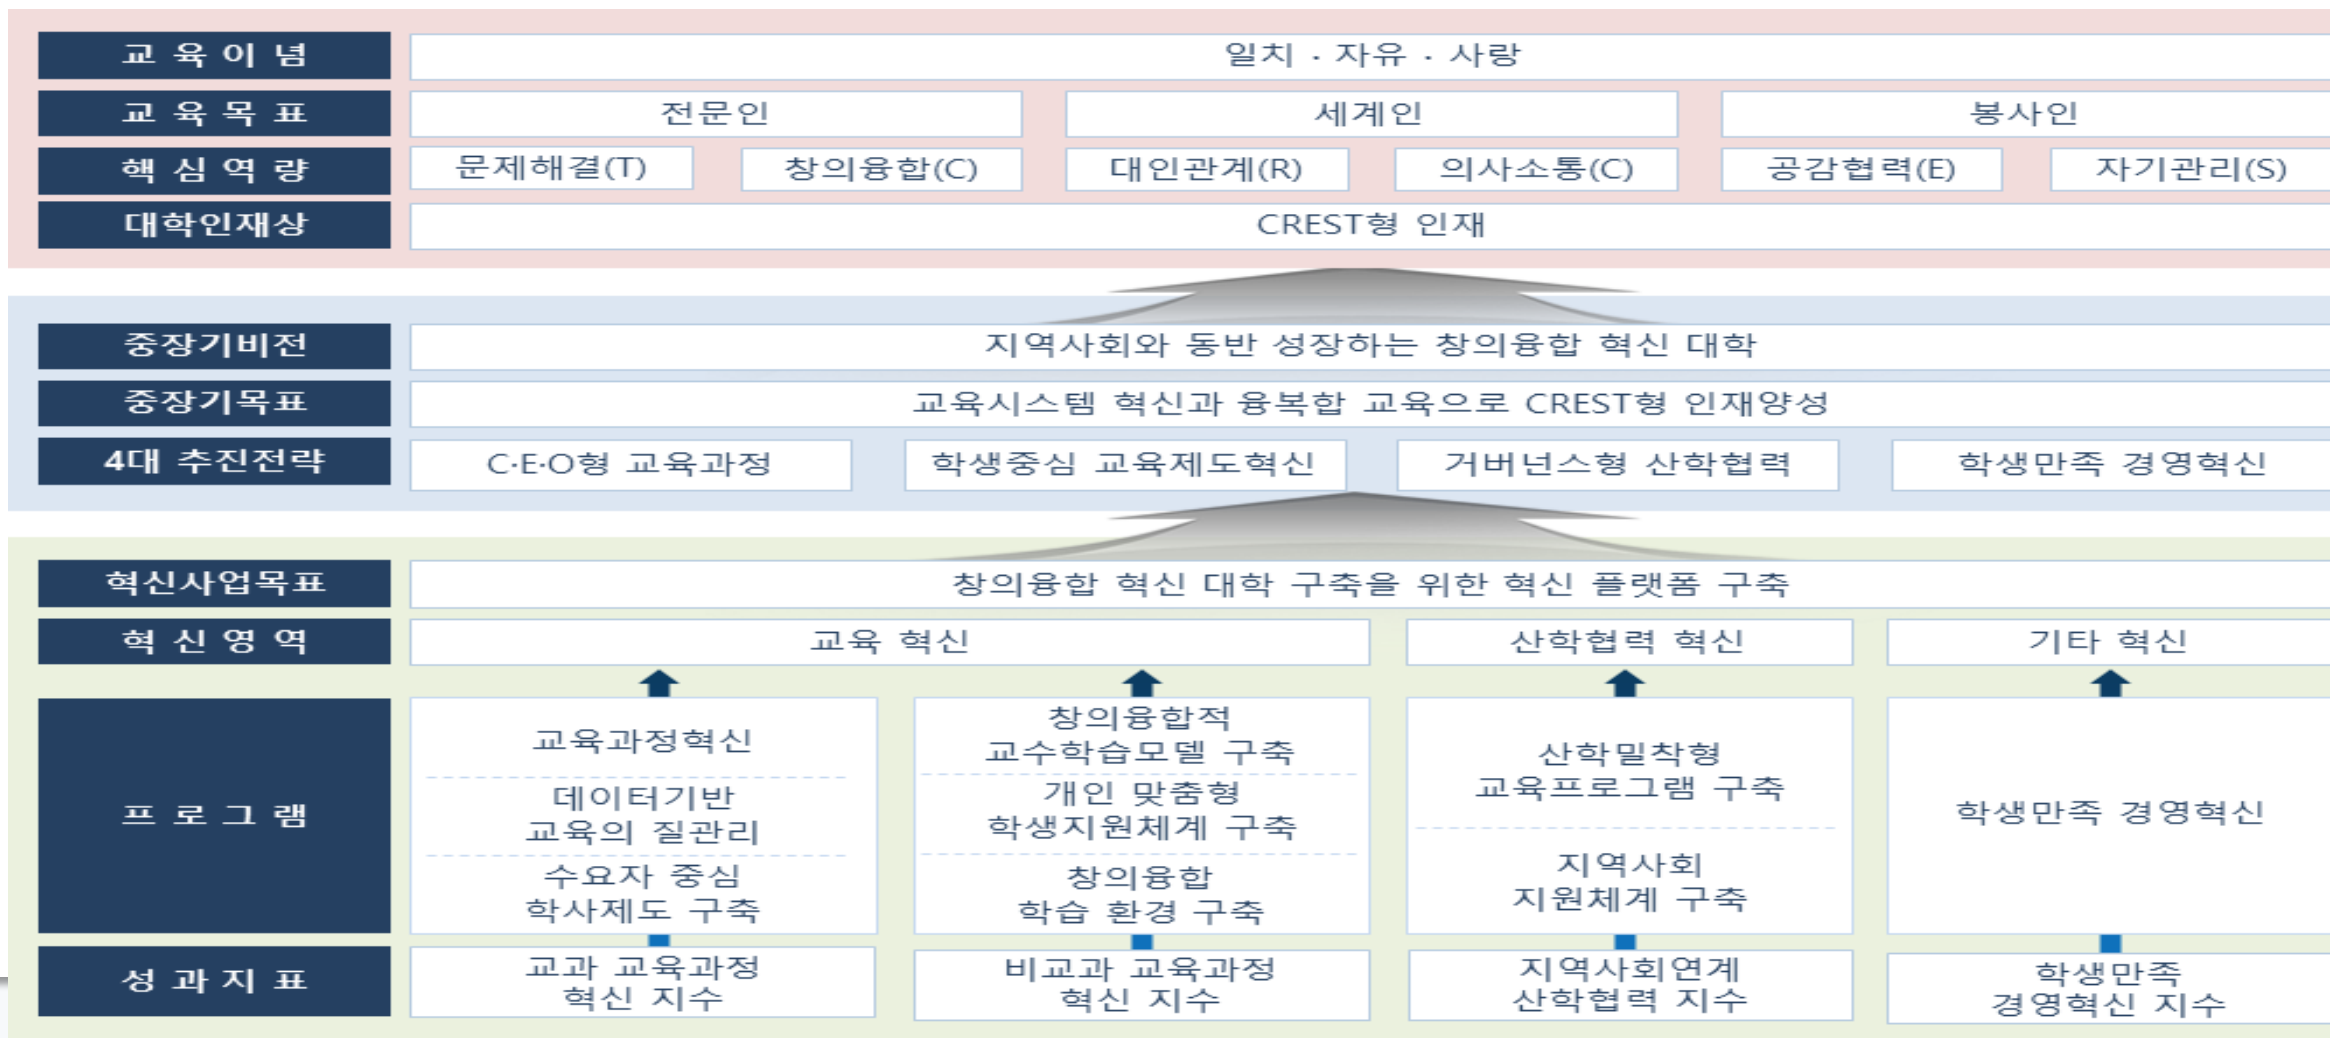 교 육 이 념
일치 · 자유 · 사랑
교 육 목 표
전문인
세계인
봉사인
핵 심 역 량
문제해결(T)
창의융합(C)
대인관계(R)
의사소통(C)
공감협력(E)
자기관리(S)
대학인재상
CREST형 인재
중장기비전
지역사회와 동반 성장하는 창의융합 혁신 대학
중장기목표
교육시스템 혁신과 융복합 교육으로 CREST형 인재양성
4대 추진전략
C·E·O형 교육과정
학생중심 교육제도혁신
거버넌스형 산학협력
학생만족 경영혁신
혁신사업목표
창의융합 혁신 대학 구축을 위한 혁신 플랫폼 구축
혁 신 영 역
교육 혁신
산학협력 혁신
기타 혁신
프 로 그 램
교육과정혁신
데이터기반
교육의 질관리
수요자 중심
학사제도 구축
창의융합적
교수학습모델 구축
개인 맞춤형
학생지원체계 구축
창의융합
학습 환경 구축
산학밀착형
교육프로그램 구축
지역사회
지원체계 구축
학생만족 경영혁신
성 과 지 표
교과 교육과정
혁신 지수
비교과 교육과정
혁신 지수
지역사회연계
산학협력 지수
학생만족
경영혁신 지수